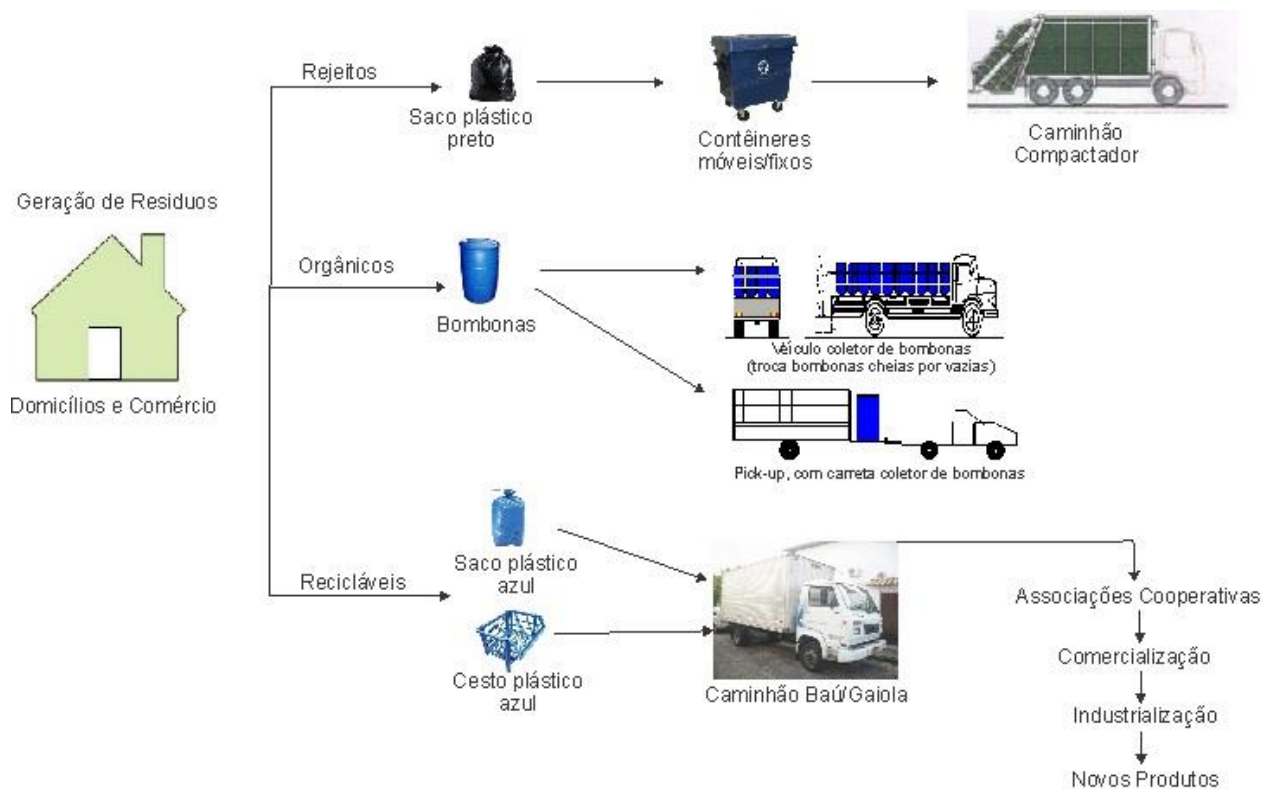 Rejeitos
Saco plástico
preto
Contêineres
móveis/fixos
Caminhão
Compactador
Geração de Residuos
Domicílios e Comércio
Orgânicos
Bombonas
Veículo coletor de bombonas
(troca bombonas cheias por vazias)
Pick-up, com carreta coletor de bombonas
Recicláveis
Saco plástico
azul
Cesto plástico
azul
Caminhão Baú/Gaiola
Associações Cooperativas
Comercialização
Industrialização
Novos Produtos